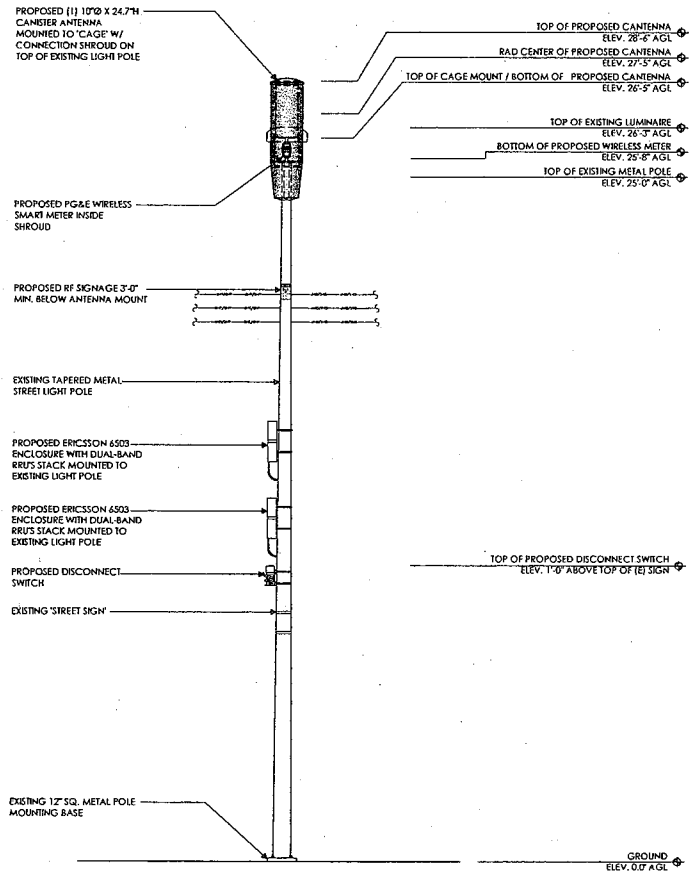 PROPOSED (1) 10"Ø X 24.7"H
CANISTER ANTENNA
MOUNTED TO 'CAGE' W/
CONNECTION SHROUD ON
TOP OF EXISTING LIGHT POLE
TOP OF PROPOSED CANTENNA
ELEV. 28'-6" AGL
RAD CENTER OF PROPOSED CANTENNA
ELEV. 27'-5" AGL
TOP OF CAGE MOUNT / BOTTOM OF PROPOSED CANTENNA
ELEV. 26'-5" AGL
TOP OF EXISTING LUMINAIRE
ELEV. 26'-3" AGL
BOTTOM OF PROPOSED WIRELESS METER
ELEV. 25'-8" AGL
TOP OF EXISTING METAL POLE
ELEV. 25'-0" AGL
PROPOSED PG&E WIRELESS
SMART METER INSIDE
SHROUD
PROPOSED RF SIGNAGE 3'-0"
MIN. BELOW ANTENNA MOUNT
EXISTING TAPERED METAL
STREET LIGHT POLE
PROPOSED ERICSSON 6503
ENCLOSURE WITH DUAL-BAND
RRU'S STACK MOUNTED TO
EXISTING LIGHT POLE
PROPOSED ERICSSON 6503
ENCLOSURE WITH DUAL-BAND
RRU'S STACK MOUNTED TO
EXISTING LIGHT POLE
TOP OF PROPOSED DISCONNECT SWITCH
ELEV. 1'-0" ABOVE TOP OF (E) SIGN
PROPOSED DISCONNECT
SWITCH
EXISTING 'STREET SIGN'
EXISTING 12" SQ. METAL POLE
MOUNTING BASE
GROUND
ELEV. 0.0' AGL